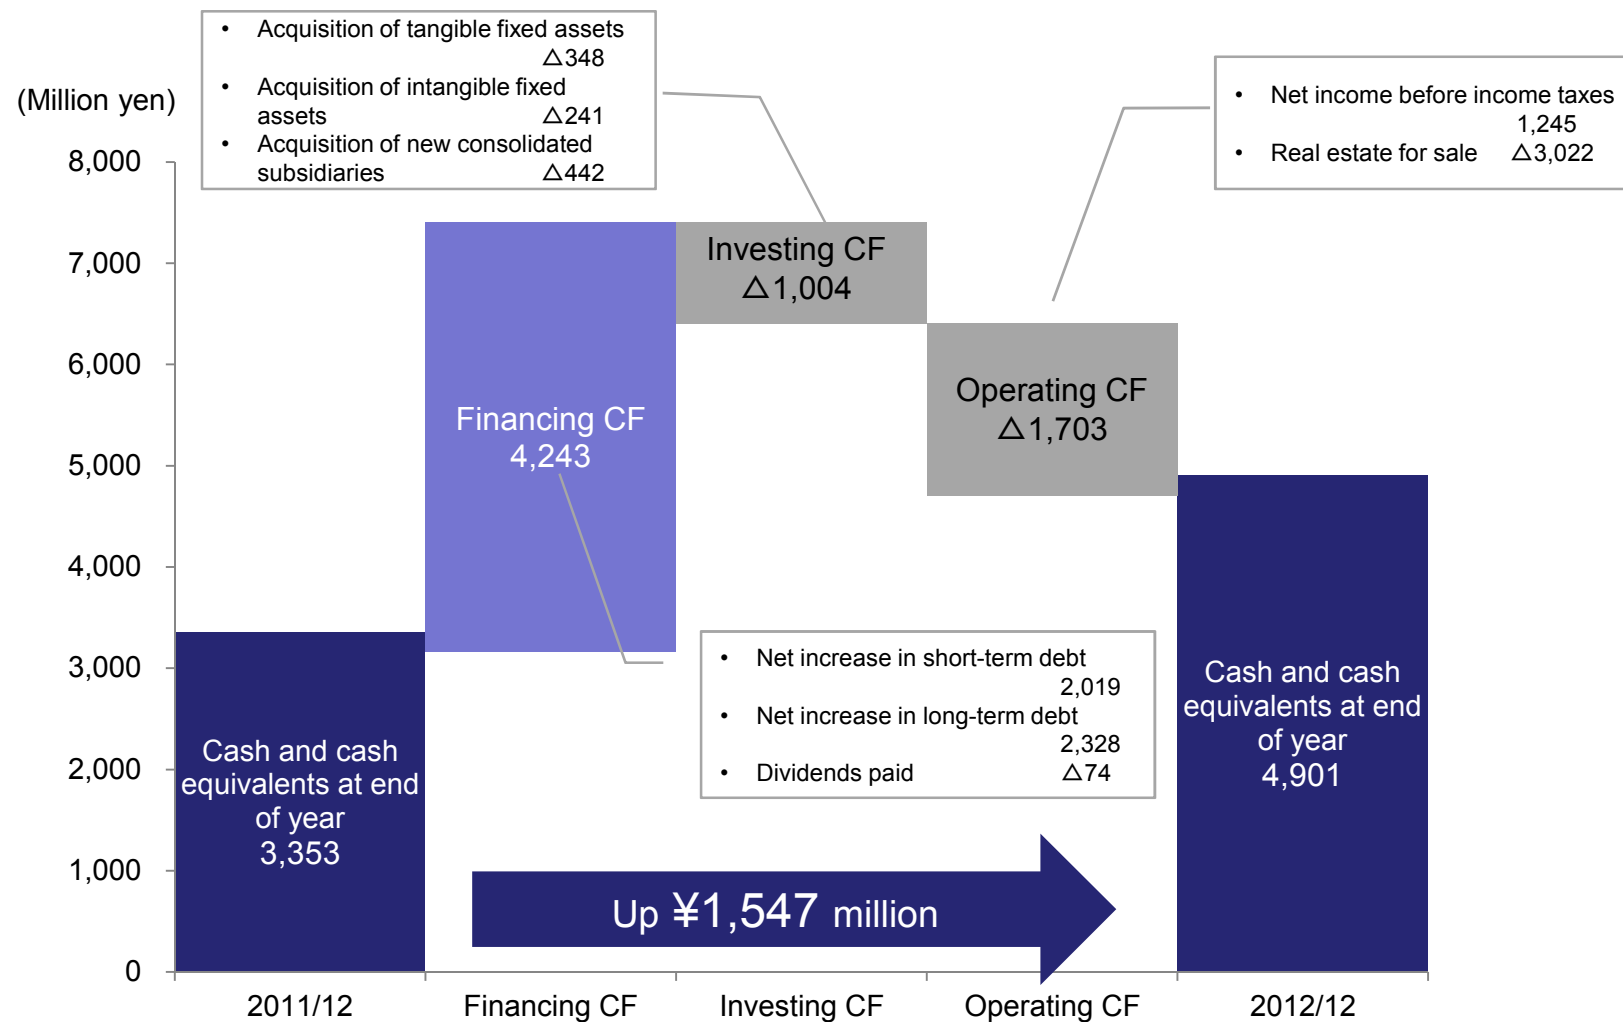 • Acquisition of tangible fixed assets
△348
• Acquisition of intangible fixed
assets △241
• Acquisition of new consolidated
subsidiaries △442
• Net income before income taxes
1,245
• Real estate for sale △3,022
(Million yen)
8,000
7,000
6,000
5,000
4,000
3,000
2,000
1,000
0
Investing CF
△1,004
Operating CF
△1,703
Financing CF
4,243
• Net increase in short-term debt
2,019
• Net increase in long-term debt
2,328
• Dividends paid △74
Cash and cash
equivalents at end
of year
3,353
Cash and cash
equivalents at end
of year
4,901
Up ¥1,547 million
2011/12
Financing CF
Investing CF
Operating CF
2012/12